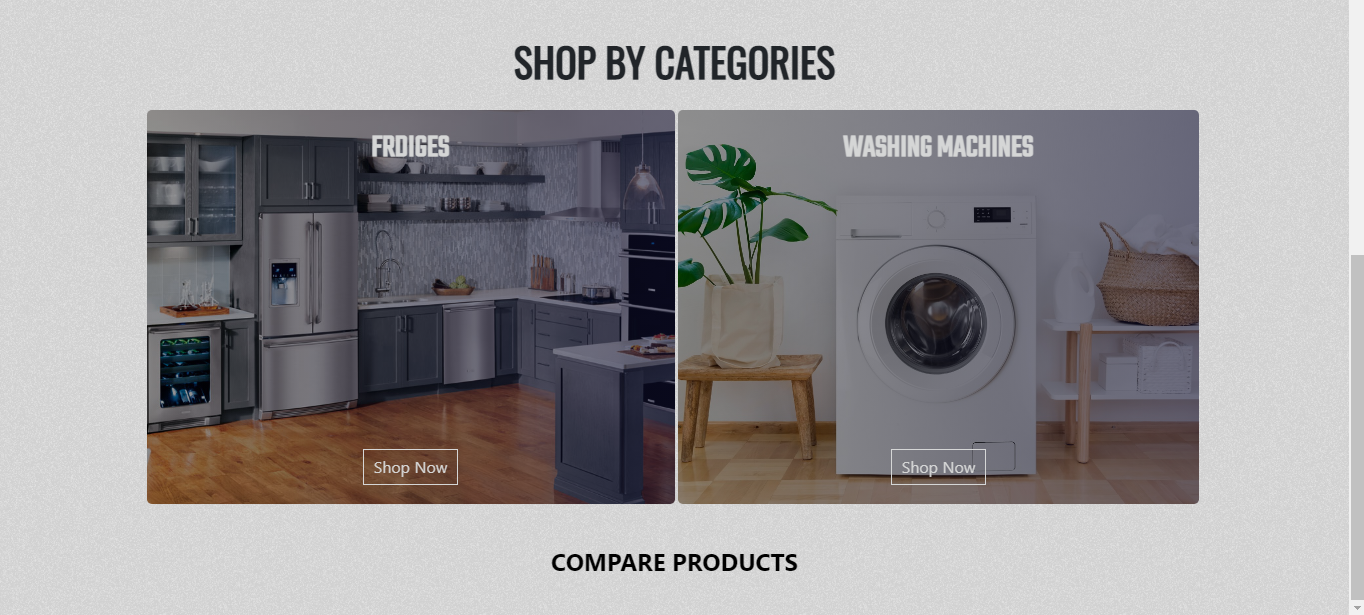 SHOP BY CATEGORIES
FRDIGES
WASHING MACHINES
Shop Now
Shop Now
COMPARE PRODUCTS